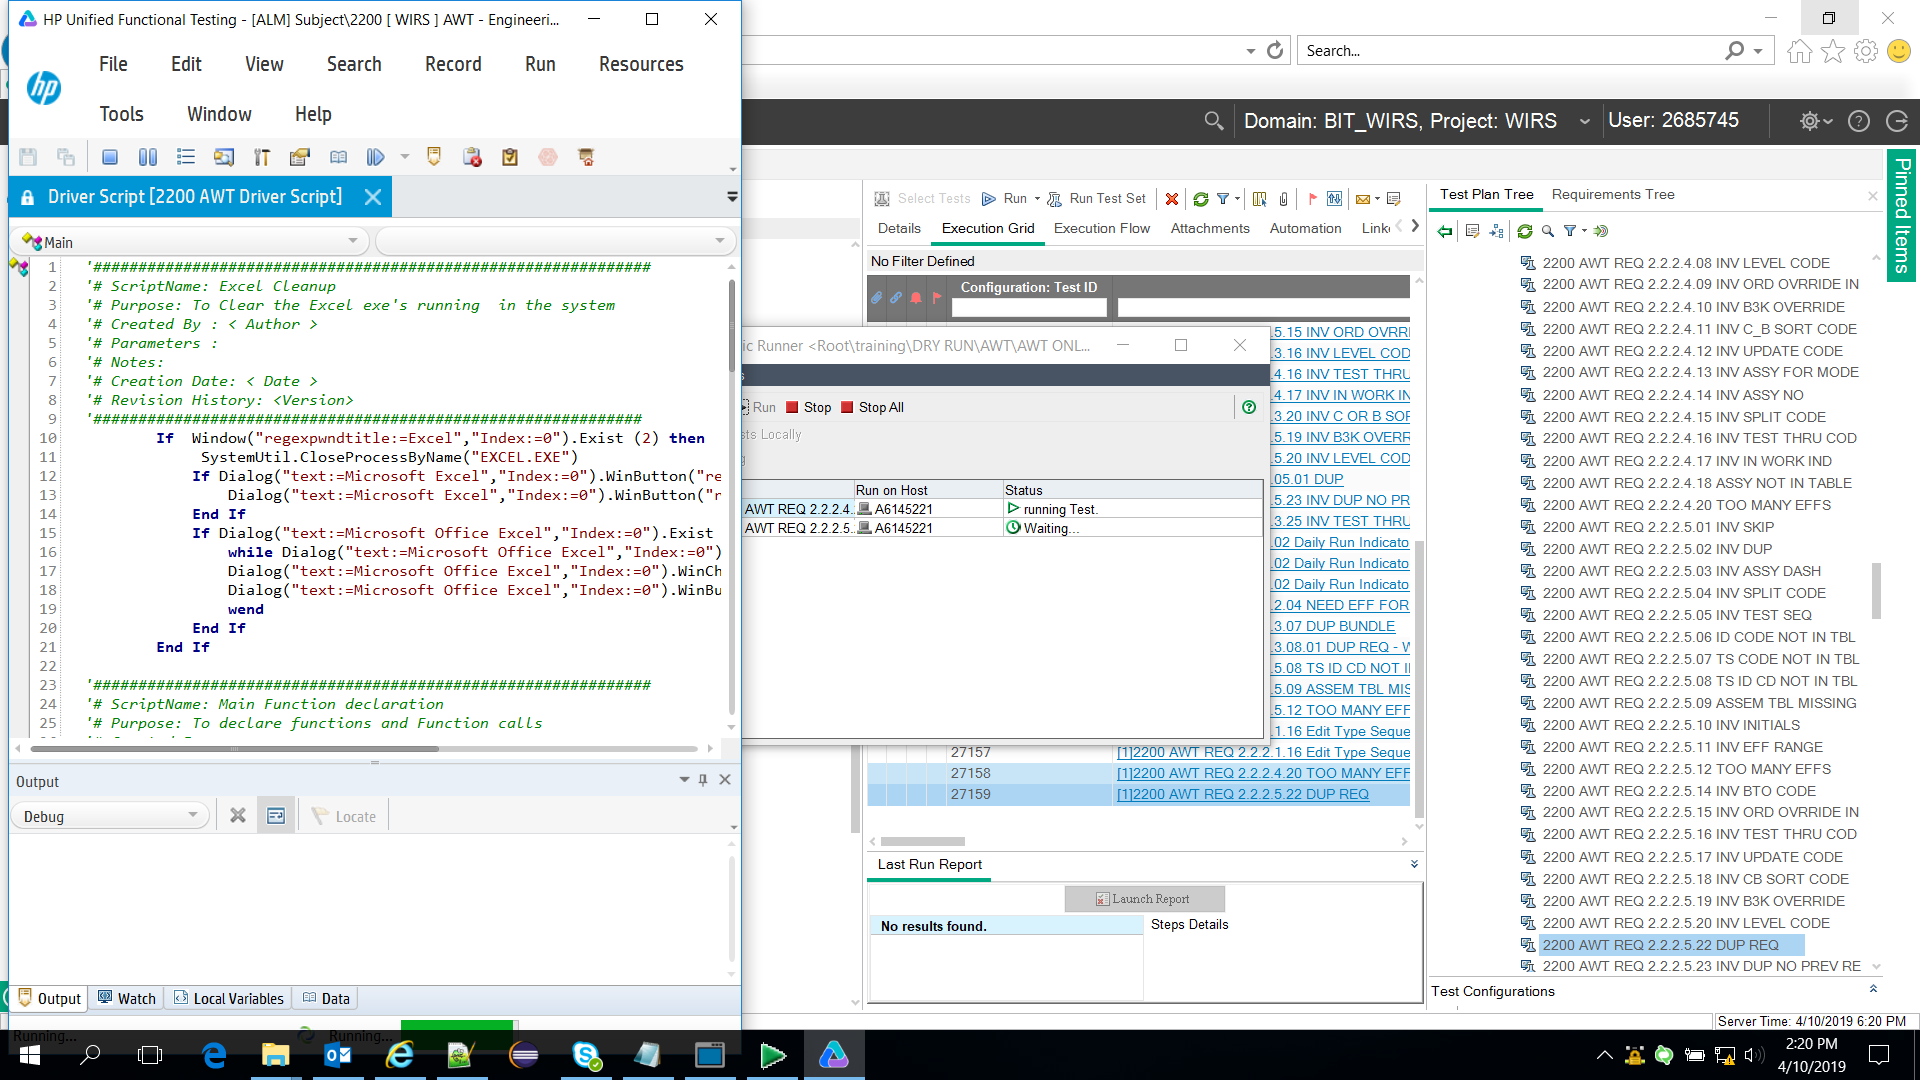 HP Unified Functional Testing - [ALM] Subject\2200 [ WIRS ] AWT - Engineeri...
File Edit View Search Record Run Resources
hp
Tools Window Help
Driver Script [2200 AWT Driver Script]
Main
1 '##############################################################
2 '# ScriptName: Excel Cleanup
3 '# Purpose: To Clear the Excel exe's running  in the system
4 '# Created By : < Author >
5 '# Parameters :
6 '# Notes:
7 '# Creation Date: < Date >
8 '# Revision History: <Version>
9 '#############################################################
10 If  Window("regexpwndtitle:=Excel","Index:=0").Exist (2) then
11 SystemUtil.CloseProcessByName("EXCEL.EXE")
12 If Dialog("text:=Microsoft Excel","Index:=0").WinButton("re
13 Dialog("text:=Microsoft Excel","Index:=0").WinButton("r
14 End If
15 If Dialog("text:=Microsoft Office Excel","Index:=0").Exist
16 while Dialog("text:=Microsoft Office Excel","Index:=0")
17 Dialog("text:=Microsoft Office Excel","Index:=0").WinCh
18 Dialog("text:=Microsoft Office Excel","Index:=0").WinBu
19 wend
20 End If
21 End If
22
23 '##############################################################
24 '# ScriptName: Main Function declaration
25 '# Purpose: To declare functions and Function calls
Output
Debug
Locate
Output Watch Local Variables Data
Running... Running...
Search...
Domain: BIT_WIRS, Project: WIRS User: 2685745
Select Tests Run Run Test Set
Details Execution Grid Execution Flow Attachments Automation Link
No Filter Defined
Configuration: Test ID
5.15 INV ORD OVRRI
3.16 INV LEVEL COD
4.16 INV TEST THRU
4.17 INV IN WORK IN
3.20 INV C OR B SOF
5.19 INV B3K OVERR
5.20 INV LEVEL COD
05.01 DUP
5.23 INV DUP NO PR
3.25 INV TEST THRU
.02 Daily Run Indicato
.02 Daily Run Indicato
.02 Daily Run Indicato
2.04 NEED EFF FOR
3.07 DUP BUNDLE
3.08.01 DUP REQ - W
5.08 TS ID CD NOT I
5.09 ASSEM TBL MIS
5.12 TOO MANY EFF
.1.16 Edit Type Seque
27157 [1]2200 AWT REQ 2.2.2.1.16 Edit Type Seque
27158 [1]2200 AWT REQ 2.2.2.4.20 TOO MANY EFF
27159 [1]2200 AWT REQ 2.2.2.5.22 DUP REQ
ic Runner <Root\training\DRY RUN\AWT\AWT ONL...
s
Run Stop Stop All
sts Locally
g
Run on Host Status
AWT REQ 2.2.2.4... A6145221 running Test.
AWT REQ 2.2.2.5... A6145221 Waiting...
Last Run Report
Launch Report
No results found. Steps Details
Test Plan Tree Requirements Tree
Pinned Items
2200 AWT REQ 2.2.2.4.08 INV LEVEL CODE
2200 AWT REQ 2.2.2.4.09 INV ORD OVRRIDE IN
2200 AWT REQ 2.2.2.4.10 INV B3K OVERRIDE
2200 AWT REQ 2.2.2.4.11 INV C_B SORT CODE
2200 AWT REQ 2.2.2.4.12 INV UPDATE CODE
2200 AWT REQ 2.2.2.4.13 INV ASSY FOR MODE
2200 AWT REQ 2.2.2.4.14 INV ASSY NO
2200 AWT REQ 2.2.2.4.15 INV SPLIT CODE
2200 AWT REQ 2.2.2.4.16 INV TEST THRU COD
2200 AWT REQ 2.2.2.4.17 INV IN WORK IND
2200 AWT REQ 2.2.2.4.18 ASSY NOT IN TABLE
2200 AWT REQ 2.2.2.4.20 TOO MANY EFFS
2200 AWT REQ 2.2.2.5.01 INV SKIP
2200 AWT REQ 2.2.2.5.02 INV DUP
2200 AWT REQ 2.2.2.5.03 INV ASSY DASH
2200 AWT REQ 2.2.2.5.04 INV SPLIT CODE
2200 AWT REQ 2.2.2.5.05 INV TEST SEQ
2200 AWT REQ 2.2.2.5.06 ID CODE NOT IN TBL
2200 AWT REQ 2.2.2.5.07 TS CODE NOT IN TBL
2200 AWT REQ 2.2.2.5.08 TS ID CD NOT IN TBL
2200 AWT REQ 2.2.2.5.09 ASSEM TBL MISSING
2200 AWT REQ 2.2.2.5.10 INV INITIALS
2200 AWT REQ 2.2.2.5.11 INV EFF RANGE
2200 AWT REQ 2.2.2.5.12 TOO MANY EFFS
2200 AWT REQ 2.2.2.5.14 INV BTO CODE
2200 AWT REQ 2.2.2.5.15 INV ORD OVRRIDE IN
2200 AWT REQ 2.2.2.5.16 INV TEST THRU COD
2200 AWT REQ 2.2.2.5.17 INV UPDATE CODE
2200 AWT REQ 2.2.2.5.18 INV CB SORT CODE
2200 AWT REQ 2.2.2.5.19 INV B3K OVERRIDE
2200 AWT REQ 2.2.2.5.20 INV LEVEL CODE
2200 AWT REQ 2.2.2.5.22 DUP REQ
2200 AWT REQ 2.2.2.5.23 INV DUP NO PREV RE
Test Configurations
Server Time: 4/10/2019 6:20 PM
2:20 PM
4/10/2019